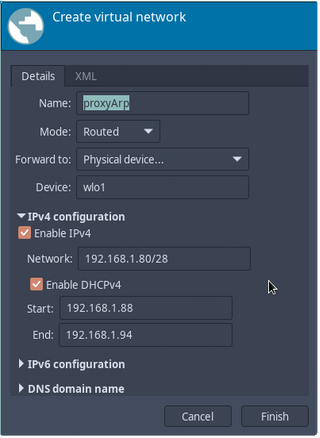 Create virtual network
Details XML
Name: proxyArp
Mode: Routed
Forward to: Physical device...
Device: wlo1
IPv4 configuration
Enable IPv4
Network: 192.168.1.80/28
Enable DHCPv4
Start: 192.168.1.88
End: 192.168.1.94
IPv6 configuration
DNS domain name
Cancel Finish